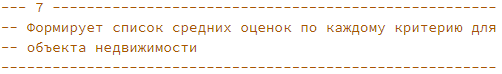 --- 7 -------------------------------------------------------
-- Формирует список средних оценок по каждому критерию для
-- объекта недвижимости
-------------------------------------------------------------